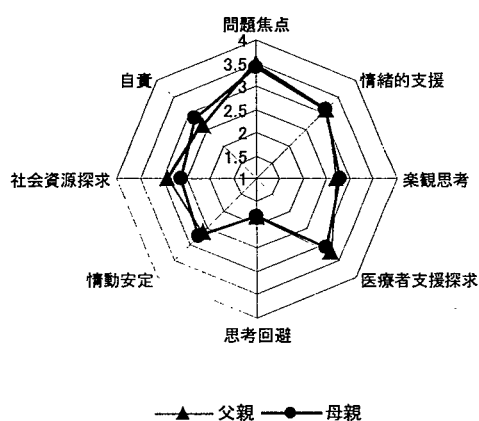 問題焦点
4
3.5
3
2.5
2
1.5
1
自責
情緒的支援
社会資源探求
楽観思考
情動安定
医療者支援探求
思考回避
父親 母親